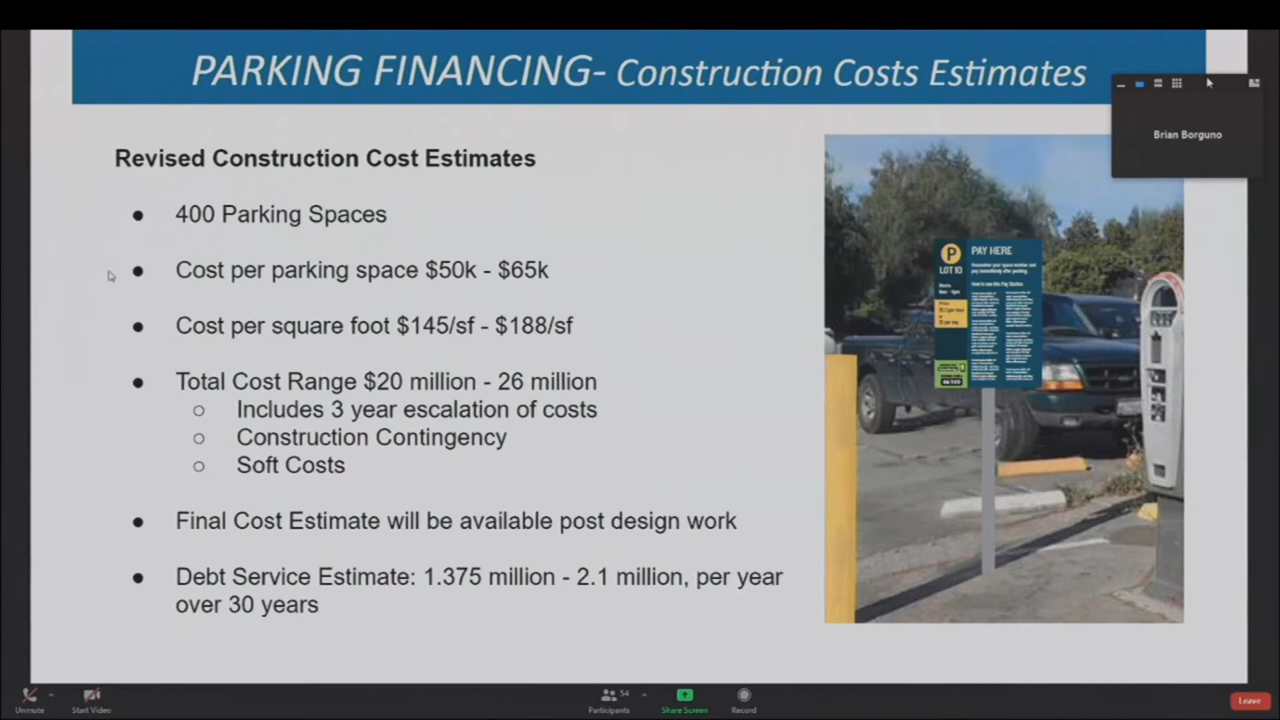 PARKING FINANCING- Construction Costs Estimates
Brian Borguno
Revised Construction Cost Estimates
● 400 Parking Spaces
● Cost per parking space $50k - $65k
● Cost per square foot $145/sf - $188/sf
● Total Cost Range $20 million - 26 million
○ Includes 3 year escalation of costs
○ Construction Contingency
○ Soft Costs
● Final Cost Estimate will be available post design work
● Debt Service Estimate: 1.375 million - 2.1 million, per year
over 30 years
P
LOT 10
PAY HERE
Unmute
Start Video
54
Participants
Share Screen
Record
Leave